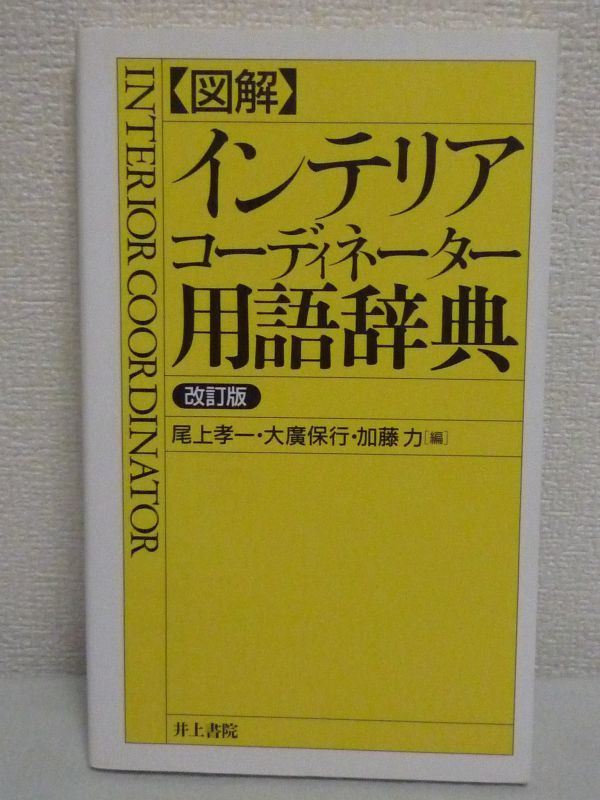 【図解】
インテリア
コーディネーター
用語辞典
改訂版
尾上孝一・大廣保行・加藤 力[編]
井上書院
INTERIOR COORDINATOR